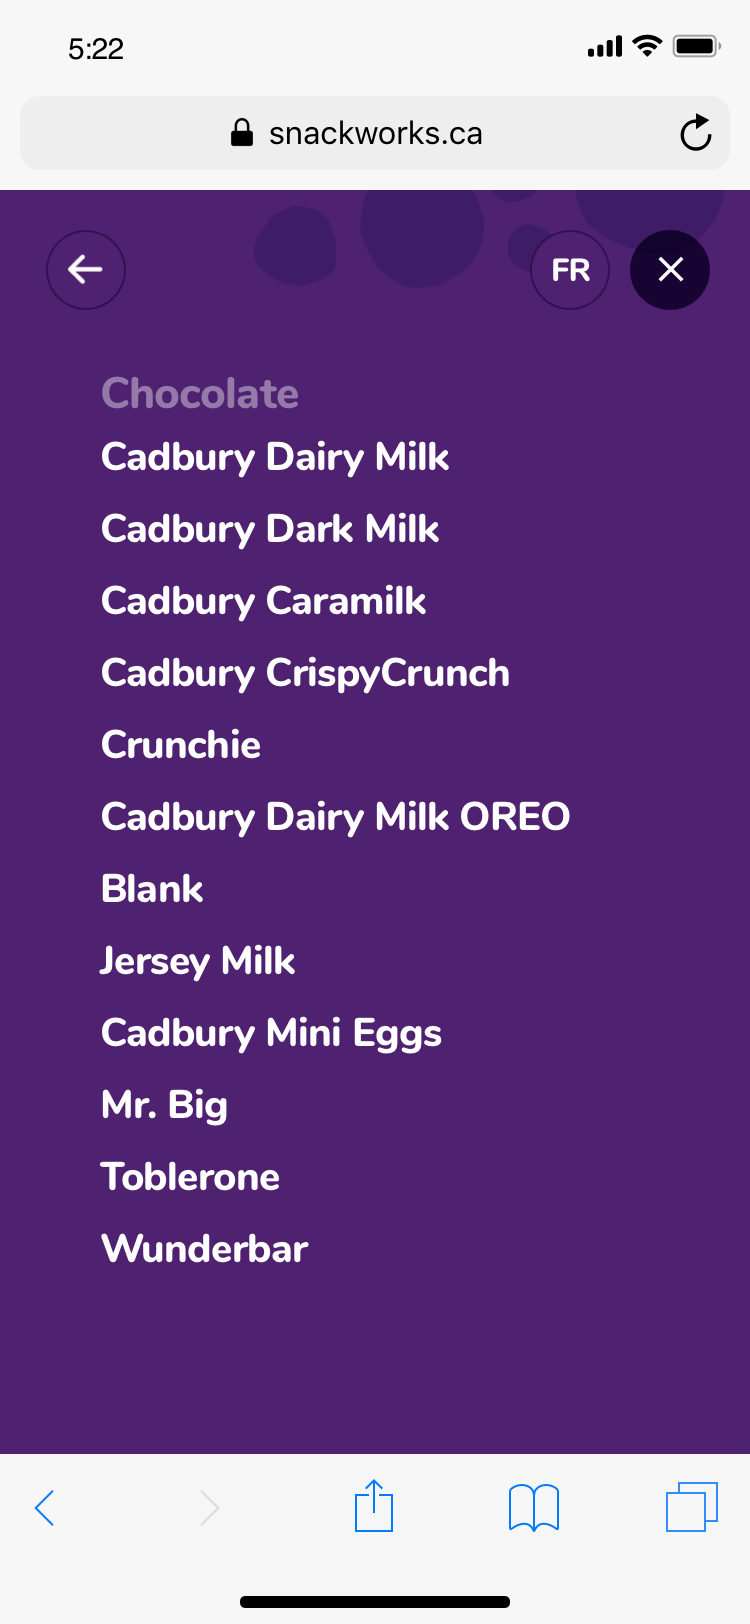 5:22
snackworks.ca
FR
Chocolate
Cadbury Dairy Milk
Cadbury Dark Milk
Cadbury Caramilk
Cadbury CrispyCrunch
Crunchie
Cadbury Dairy Milk OREO
Blank
Jersey Milk
Cadbury Mini Eggs
Mr. Big
Toblerone
Wunderbar